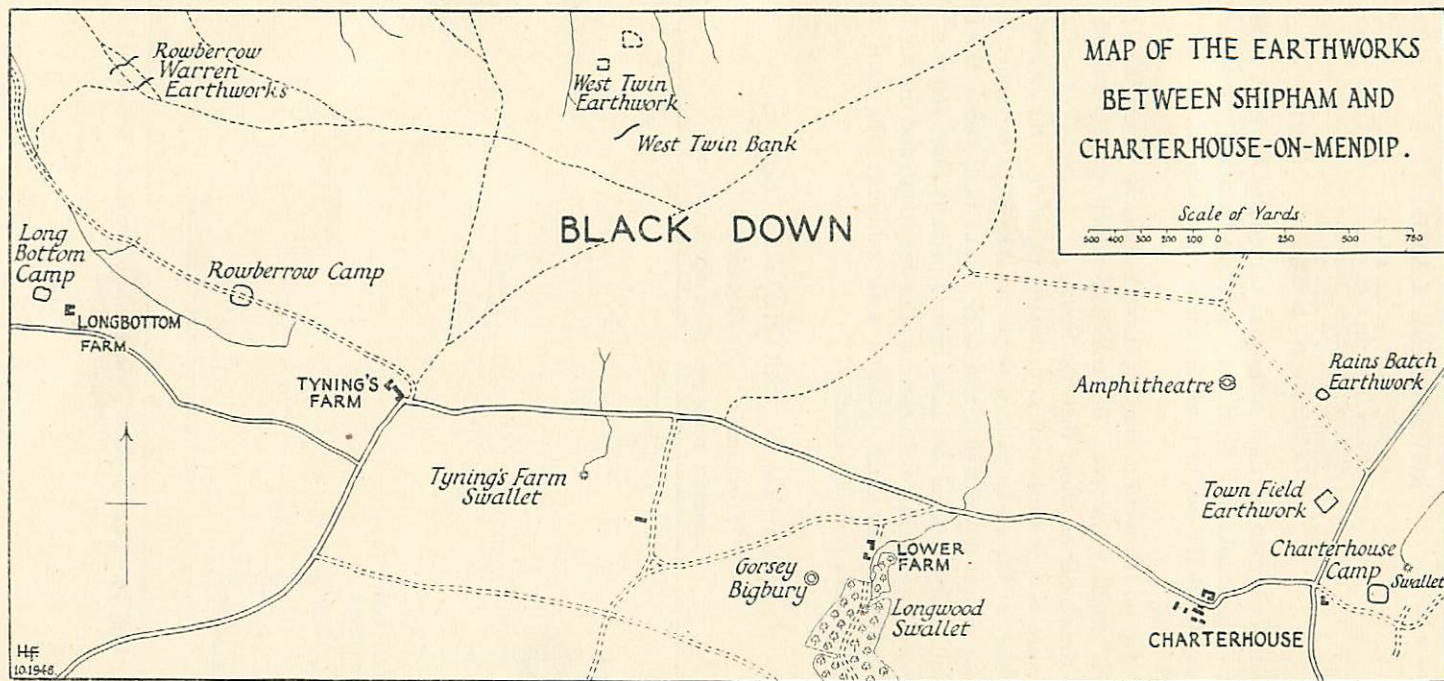 MAP OF THE EARTHWORKS
BETWEEN SHIPHAM AND
CHARTERHOUSE-ON-MENDIP.
Scale of Yards
500 400 300 200 100 0 250 500 750
Rowberrow
Warren
Earthworks
West Twin
Earthwork
West Twin Bank
BLACK DOWN
Long
Bottom
Camp
Rowberrow Camp
LONGBOTTOM
FARM
TYNING'S
FARM
Amphitheatre
Rains Batch
Earthwork
Tyning's Farm
Swallet
Town Field
Earthwork
Gorsey
Bigbury
LOWER
FARM
Longwood
Swallet
Charterhouse
Camp
Swallet
CHARTERHOUSE
10.1946.